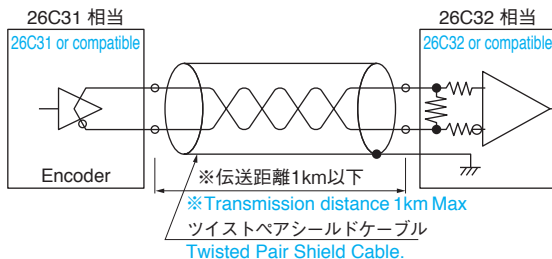 26C31 相当
26C31 or compatible
26C32 相当
26C32 or compatible
Encoder
※伝送距離1km以下
※Transmission distance 1km Max
ツイストペアシールドケーブル
Twisted Pair Shield Cable.